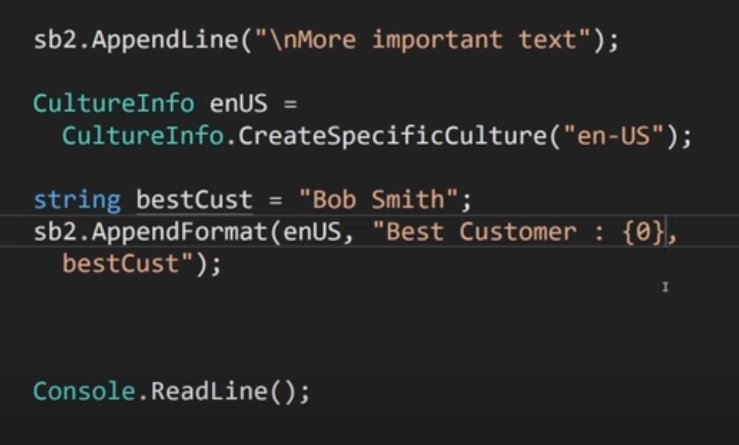 sb2.AppendLine("\nMore important text");
CultureInfo enUS =
CultureInfo.CreateSpecificCulture("en-US");
string bestCust = "Bob Smith";
sb2.AppendFormat(enUS, "Best Customer : {0},
bestCust");
Console.ReadLine();